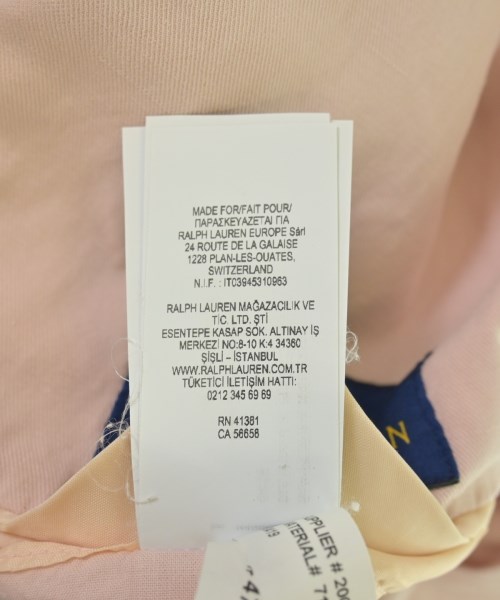 MADE FOR/FAIT POUR/
ΠΑΡΑΣΚΕΥΑΖΕΤΑΙ ΓΙΑ
RALPH LAUREN EUROPE Sárl
24 ROUTE DE LA GALAISE
1228 PLAN-LES-OUATES,
SWITZERLAND
N.I.F. : ITC3945310963
RALPH LAUREN MAĞAZACILIK VE
TİC. LTD. ŞTİ
ESENTEPE KASAP SOK. ALTINAY İŞ
MERKEZİ NO:8-10 K:4 34360
ŞİŞLİ – İSTANBUL
WWW.RALPHLAUREN.COM.TR
TÜKETİCİ İLETİŞİM HATTI:
0212 345 69 69
RN 41381
CA 56658